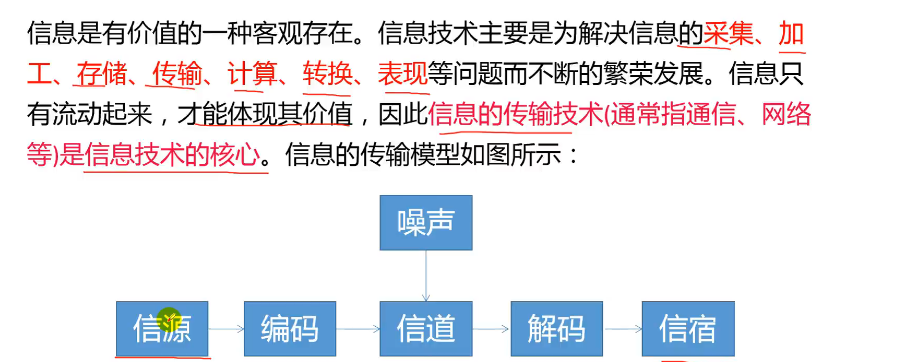 信息是有价值的一种客观存在。信息技术主要是为解决信息的采集、加
工、存储、传输、计算、转换、表现等问题而不断的繁荣发展。信息只
有流动起来，才能体现其价值，因此信息的传输技术(通常指通信、网络
等)是信息技术的核心。信息的传输模型如图所示：
噪声
信源
编码
信道
解码
信宿